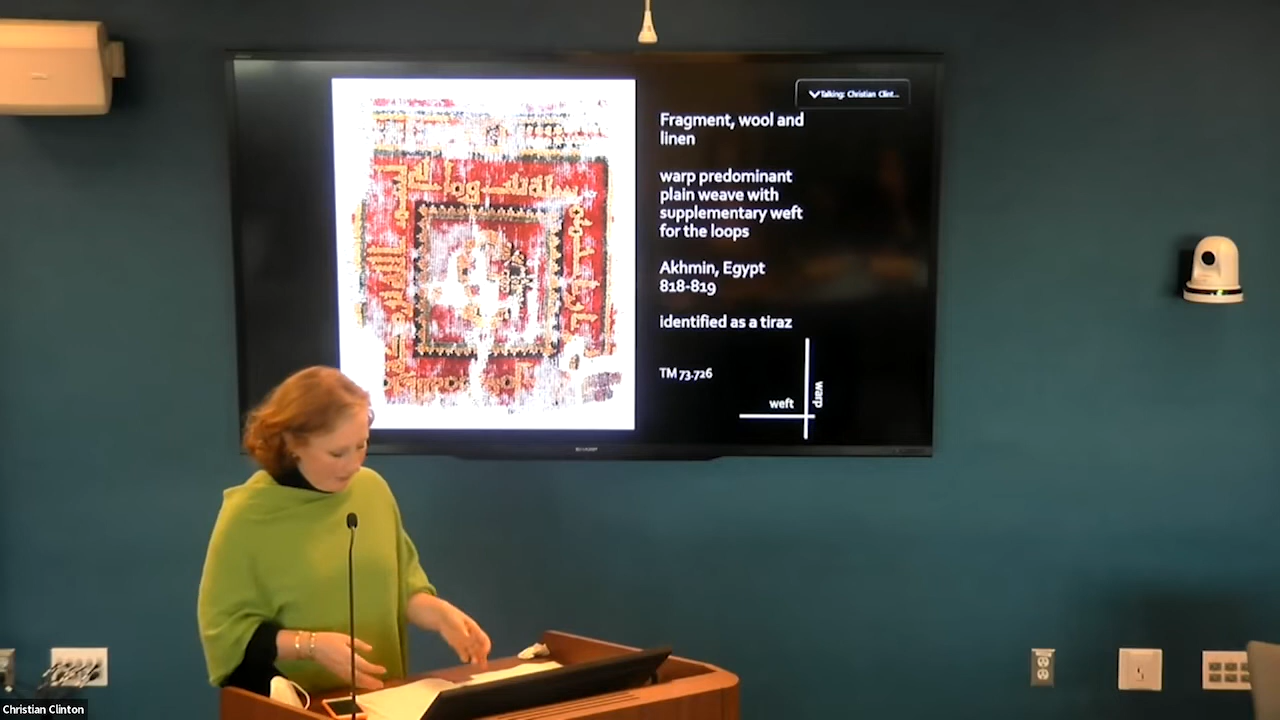 Talking: Christian Clint...
Fragment, wool and
linen
warp predominant
plain weave with
supplementary weft
for the loops
Akhmin, Egypt
818-819
identified as a tiraz
TM 73.726
weft
warp
SHARP
Christian Clinton